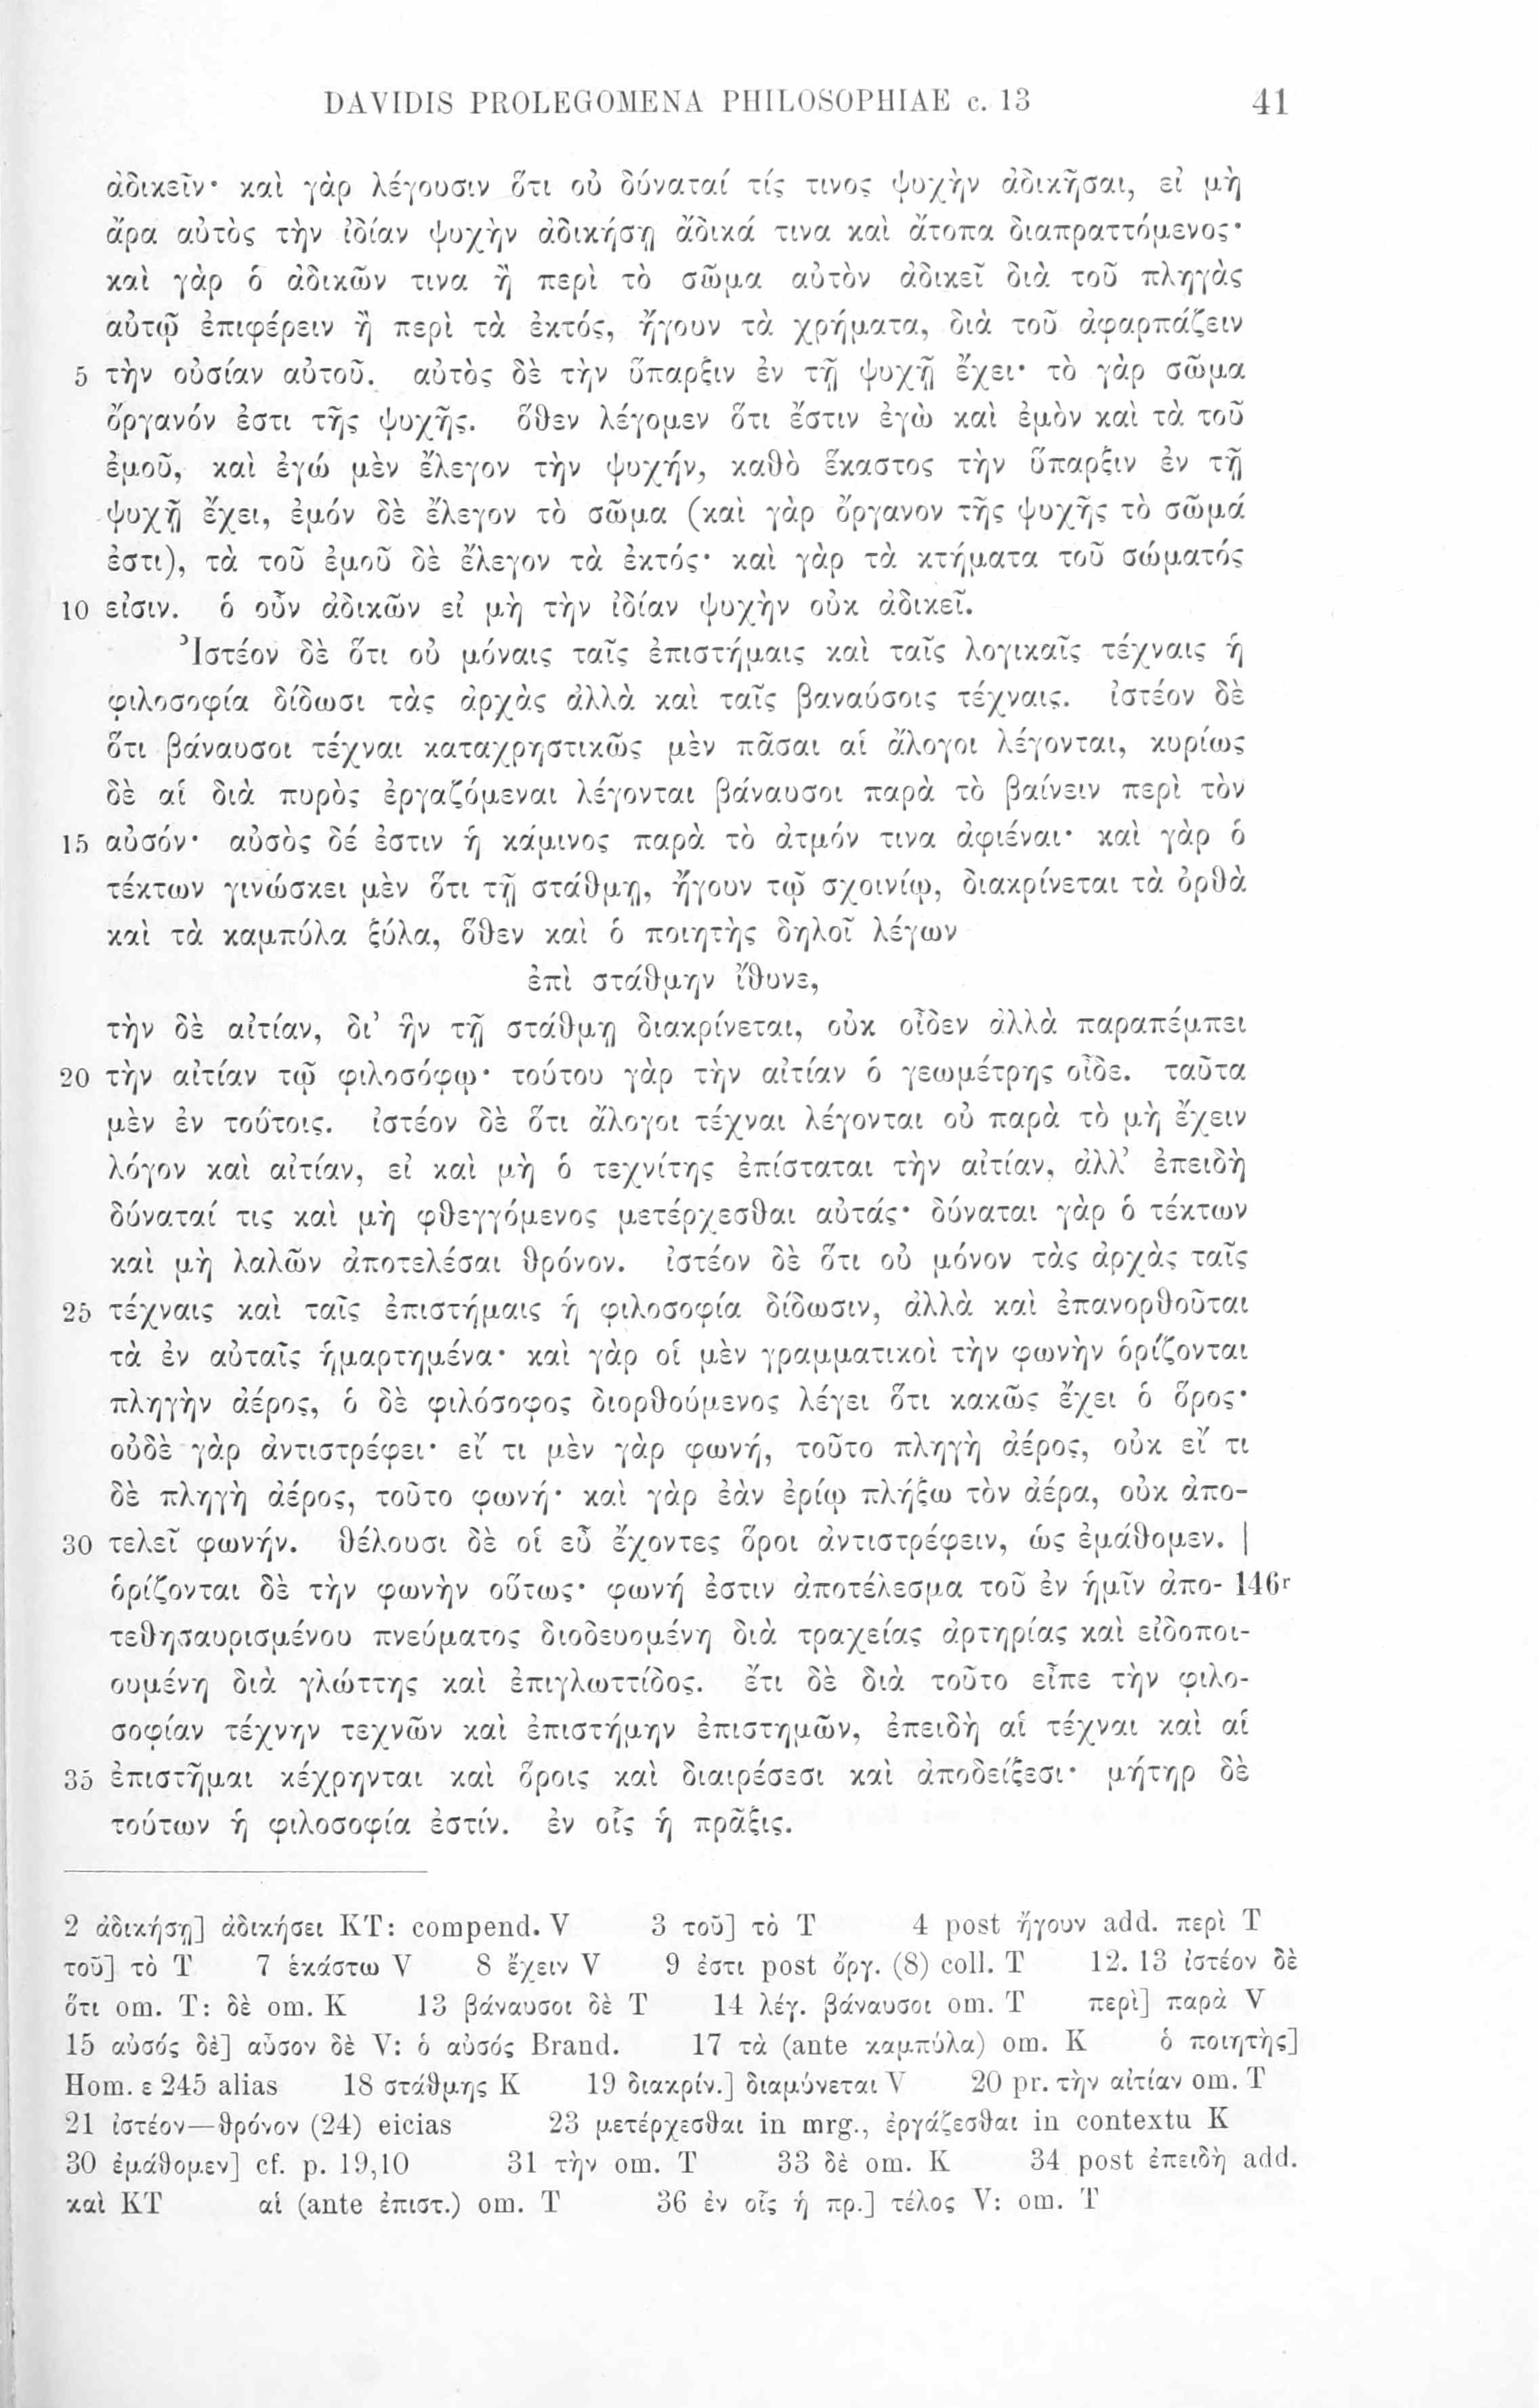 DAVIDIS PROLEGOMENA PHILOSOPHIAE c. 13 41
ἀδικεῖν· καὶ γὰρ λέγουσιν ὅτι οὐ δύναταί τίς τινος ψυχὴν ἀδικῆσαι, εἰ μὴ
ἄρα αὐτὸς τὴν ἰδίαν ψυχὴν ἀδικήσῃ ἄδικά τινα καὶ ἄτοπα διαπραττόμενος·
καὶ γὰρ ὁ ἀδικῶν τινα ἢ περὶ τὸ σῶμα αὐτὸν ἀδικεῖ διὰ τοῦ πληγὰς
αὐτῷ ἐπιφέρειν ἢ περὶ τὰ ἐκτός, ἤγουν τὰ χρήματα, διὰ τοῦ ἀφαρπάζειν
5 τὴν οὐσίαν αὐτοῦ. αὐτὸς δὲ τὴν ὕπαρξιν ἐν τῇ ψυχῇ ἔχει· τὸ γὰρ σῶμα
ὄργανόν ἐστι τῆς ψυχῆς. ὅθεν λέγομεν ὅτι ἔστιν ἐγὼ καὶ ἐμὸν καὶ τὰ τοῦ
ἐμοῦ, καὶ ἐγώ μὲν ἔλεγον τὴν ψυχήν, καθὸ ἕκαστος τὴν ὕπαρξιν ἐν τῇ
ψυχῇ ἔχει, ἐμόν δὲ ἔλεγον τὸ σῶμα (καὶ γὰρ ὄργανον τῆς ψυχῆς τὸ σῶμά
ἐστι), τὰ τοῦ ἐμοῦ δὲ ἔλεγον τὰ ἐκτός· καὶ γὰρ τὰ κτήματα τοῦ σώματός
10 εἰσιν. ὁ οὖν ἀδικῶν εἰ μὴ τὴν ἰδίαν ψυχὴν οὐκ ἀδικεῖ.
Ἰστέον δὲ ὅτι οὐ μόναις ταῖς ἐπιστήμαις καὶ ταῖς λογικαῖς τέχναις ἡ
φιλοσοφία δίδωσι τὰς ἀρχὰς ἀλλὰ καὶ ταῖς βαναύσοις τέχναις. ἰστέον δὲ
ὅτι βάναυσοι τέχναι καταχρηστικῶς μὲν πᾶσαι αἱ ἄλογοι λέγονται, κυρίως
δὲ αἱ διὰ πυρὸς ἐργαζόμεναι λέγονται βάναυσοι παρὰ τὸ βαίνειν περὶ τὸν
15 αὐσόν· αὐσὸς δέ ἐστιν ἡ κάμινος παρὰ τὸ ἀτμόν τινα ἀφιέναι· καὶ γὰρ ὁ
τέκτων γινώσκει μὲν ὅτι τῇ στάθμῃ, ἤγουν τῷ σχοινίῳ, διακρίνεται τὰ ὀρθὰ
καὶ τὰ καμπύλα ξύλα, ὅθεν καὶ ὁ ποιητὴς δηλοῖ λέγων
ἐπὶ στάθμην ἴθυνε,
τὴν δὲ αἰτίαν, δι’ ἣν τῇ στάθμῃ διακρίνεται, οὐκ οἶδεν ἀλλὰ παραπέμπει
20 τὴν αἰτίαν τῷ φιλοσόφῳ· τούτου γὰρ τὴν αἰτίαν ὁ γεωμέτρης οἶδε. ταῦτα
μὲν ἐν τούτοις. ἰστέον δὲ ὅτι ἄλογοι τέχναι λέγονται οὐ παρὰ τὸ μὴ ἔχειν
λόγον καὶ αἰτίαν, εἰ καὶ μὴ ὁ τεχνίτης ἐπίσταται τὴν αἰτίαν, ἀλλ’ ἐπειδὴ
δύναταί τις καὶ μὴ φθεγγόμενος μετέρχεσθαι αὐτάς· δύναται γὰρ ὁ τέκτων
καὶ μὴ λαλῶν ἀποτελέσαι θρόνον. ἰστέον δὲ ὅτι οὐ μόνον τὰς ἀρχὰς ταῖς
25 τέχναις καὶ ταῖς ἐπιστήμαις ἡ φιλοσοφία δίδωσιν, ἀλλὰ καὶ ἐπανορθοῦται
τὰ ἐν αὐταῖς ἡμαρτημένα· καὶ γὰρ οἱ μὲν γραμματικοὶ τὴν φωνὴν ὁρίζονται
πληγὴν ἀέρος, ὁ δὲ φιλόσοφος διορθούμενος λέγει ὅτι κακῶς ἔχει ὁ ὅρος·
οὐδὲ γὰρ ἀντιστρέφει· εἴ τι μὲν γὰρ φωνή, τοῦτο πληγὴ ἀέρος, οὐκ εἴ τι
δὲ πληγὴ ἀέρος, τοῦτο φωνή· καὶ γὰρ ἐὰν ἐρίῳ πλήξω τὸν ἀέρα, οὐκ ἀπο-
30 τελεῖ φωνήν. θέλουσι δὲ οἱ εὖ ἔχοντες ὅροι ἀντιστρέφειν, ὡς ἐμάθομεν. |
ὁρίζονται δὲ τὴν φωνὴν οὕτως· φωνή ἐστιν ἀποτέλεσμα τοῦ ἐν ἡμῖν ἀπο- 146r
τεθησαυρισμένου πνεύματος διοδευομένη διὰ τραχείας ἀρτηρίας καὶ εἰδοποι-
ουμένη διὰ γλώττης καὶ ἐπιγλωττίδος. ἔτι δὲ διὰ τοῦτο εἶπε τὴν φιλο-
σοφίαν τέχνην τεχνῶν καὶ ἐπιστήμην ἐπιστημῶν, ἐπειδὴ αἱ τέχναι καὶ αἱ
35 ἐπιστῆμαι κέχρηνται καὶ ὅροις καὶ διαιρέσεσι καὶ ἀποδείξεσι· μήτηρ δὲ
τούτων ἡ φιλοσοφία ἐστίν. ἐν οἷς ἡ πρᾶξις.
2 ἀδικήσῃ] ἀδικήσει KT: compend. V 3 τοῦ] τὸ T 4 post ἤγουν add. περὶ T
τοῦ] τὸ T 7 ἑκάστω V 8 ἔχειν V 9 ἐστι post ὄργ. (8) coll. T 12. 13 ἰστέον δὲ
ὅτι om. T: δὲ om. K 13 βάναυσοι δὲ T 14 λέγ. βάναυσοι om. T περὶ] παρὰ V
15 αὐσός δὲ] αὖσον δὲ V: ὁ αὐσός Brand. 17 τὰ (ante καμπύλα) om. K ὁ ποιητὴς]
Hom. ε 245 alias 18 στάθμης K 19 διακρίν.] διαμύνεται V 20 pr. τὴν αἰτίαν om. T
21 ἰστέον—θρόνον (24) eicias 23 μετέρχεσθαι in mrg., ἐργάζεσθαι in contextu K
30 ἐμάθομεν] cf. p. 19,10 31 τὴν om. T 33 δὲ om. K 34 post ἐπειδὴ add.
καὶ KT αἱ (ante ἐπιστ.) om. T 36 ἐν οἷς ἡ πρ.] τέλος V: om. T